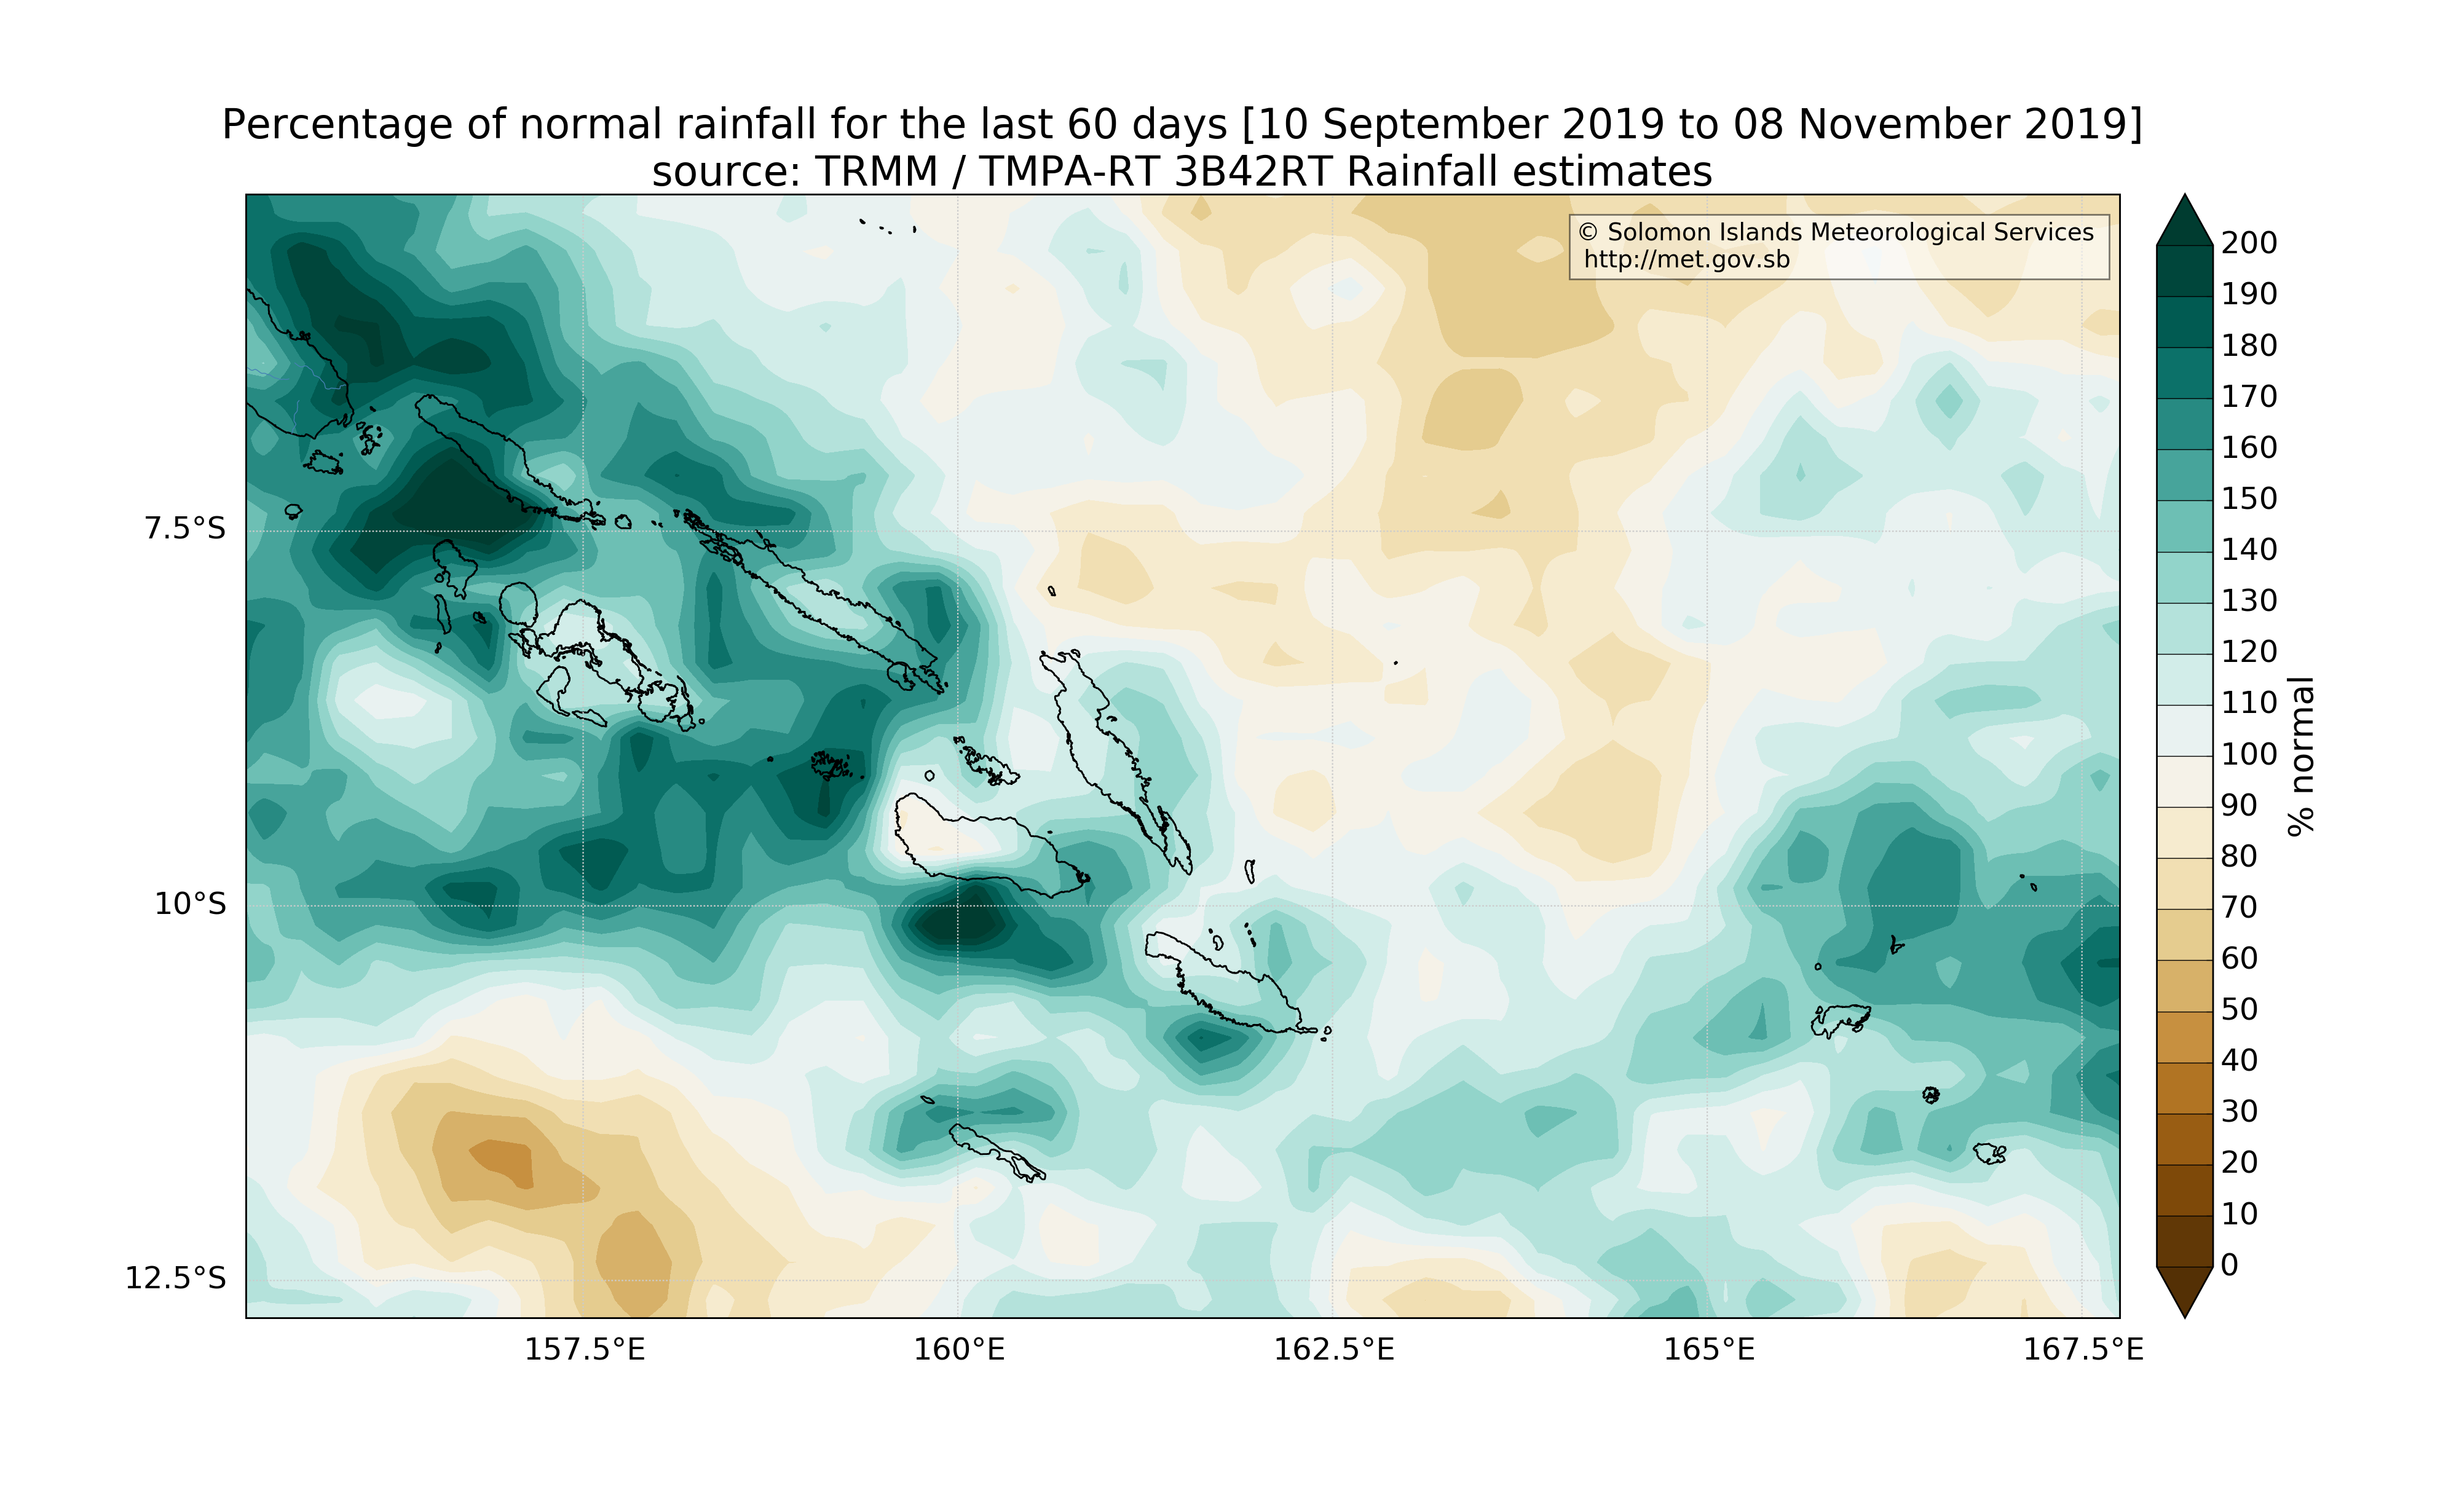 Percentage of normal rainfall for the last 60 days [10 September 2019 to 08 November 2019]
source: TRMM / TMPA-RT 3B42RT Rainfall estimates
© Solomon Islands Meteorological Services
http://met.gov.sb
7.5°S
10°S
12.5°S
157.5°E
160°E
162.5°E
165°E
167.5°E
200
190
180
170
160
150
140
130
120
110
100
90
80
70
60
50
40
30
20
10
0
% normal